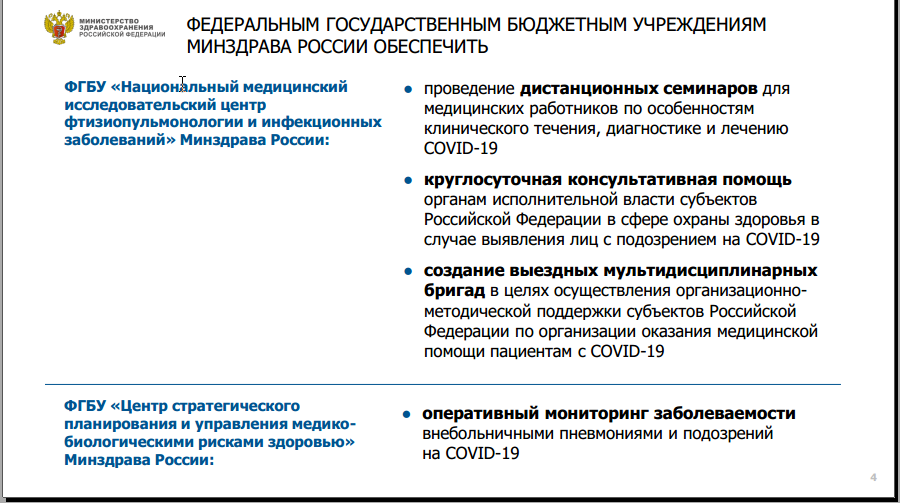 МИНИСТЕРСТВО
ЗДРАВООХРАНЕНИЯ
РОССИЙСКОЙ ФЕДЕРАЦИИ
ФЕДЕРАЛЬНЫМ ГОСУДАРСТВЕННЫМ БЮДЖЕТНЫМ УЧРЕЖДЕНИЯМ
МИНЗДРАВА РОССИИ ОБЕСПЕЧИТЬ
ФГБУ «Национальный медицинский
исследовательский центр
фтизиопульмонологии и инфекционных
заболеваний» Минздрава России:
● проведение дистанционных семинаров для
медицинских работников по особенностям
клинического течения, диагностике и лечению
COVID-19
● круглосуточная консультативная помощь
органам исполнительной власти субъектов
Российской Федерации в сфере охраны здоровья в
случае выявления лиц с подозрением на COVID-19
● создание выездных мультидисциплинарных
бригад в целях осуществления организационно-
методической поддержки субъектов Российской
Федерации по организации оказания медицинской
помощи пациентам с COVID-19
ФГБУ «Центр стратегического
планирования и управления медико-
биологическими рисками здоровью»
Минздрава России:
● оперативный мониторинг заболеваемости
внебольничными пневмониями и подозрений
на COVID-19
4